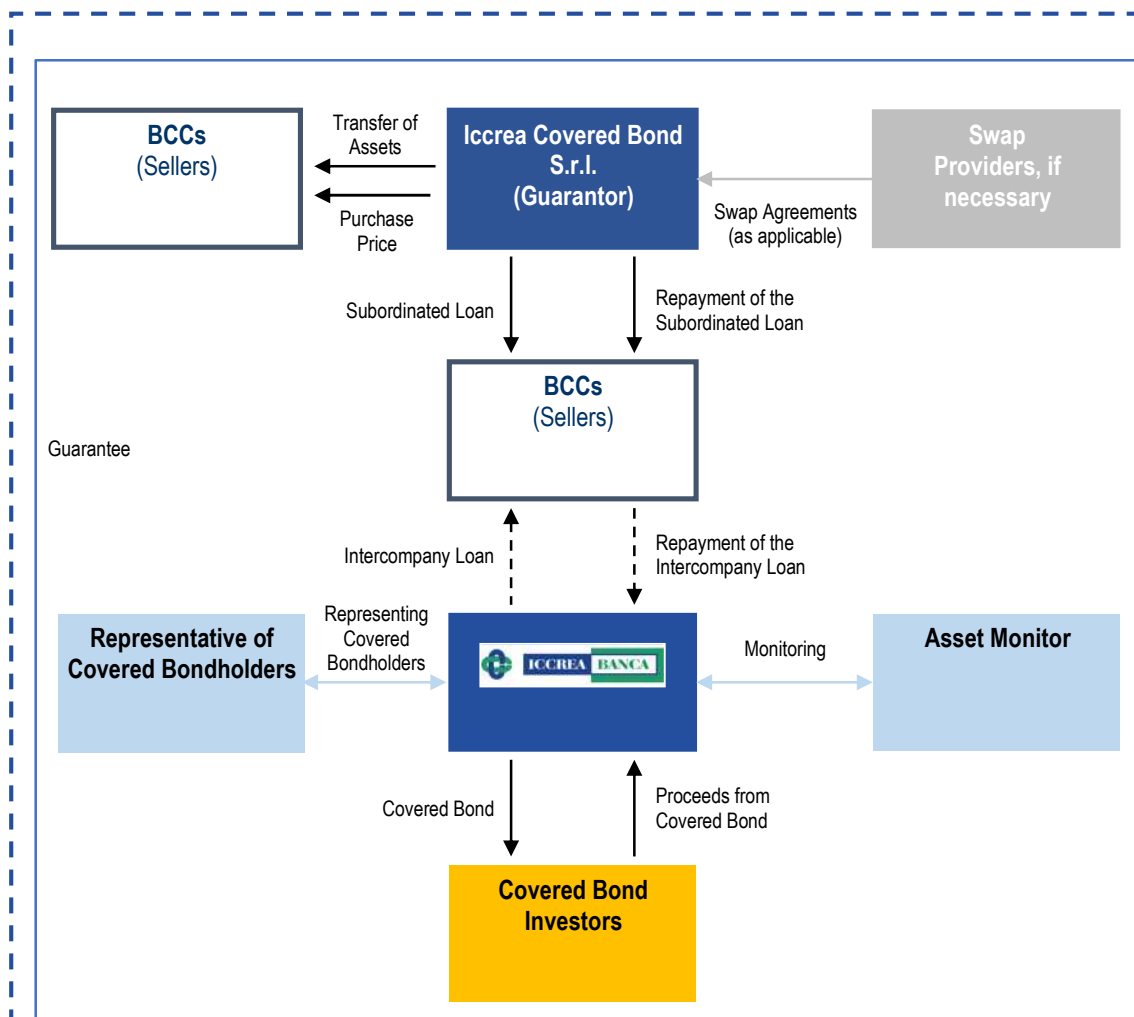 BCCs
(Sellers)
Transfer of
Assets
Purchase
Price
Iccrea Covered Bond
S.r.l.
(Guarantor)
Swap Agreements
(as applicable)
Swap
Providers, if
necessary
Subordinated Loan
Repayment of the
Subordinated Loan
BCCs
(Sellers)
Guarantee
Intercompany Loan
Repayment of the
Intercompany Loan
Representative of
Covered Bondholders
Representing
Covered
Bondholders
ICCREA BANCA
Monitoring
Asset Monitor
Covered Bond
Proceeds from
Covered Bond
Covered Bond
Investors